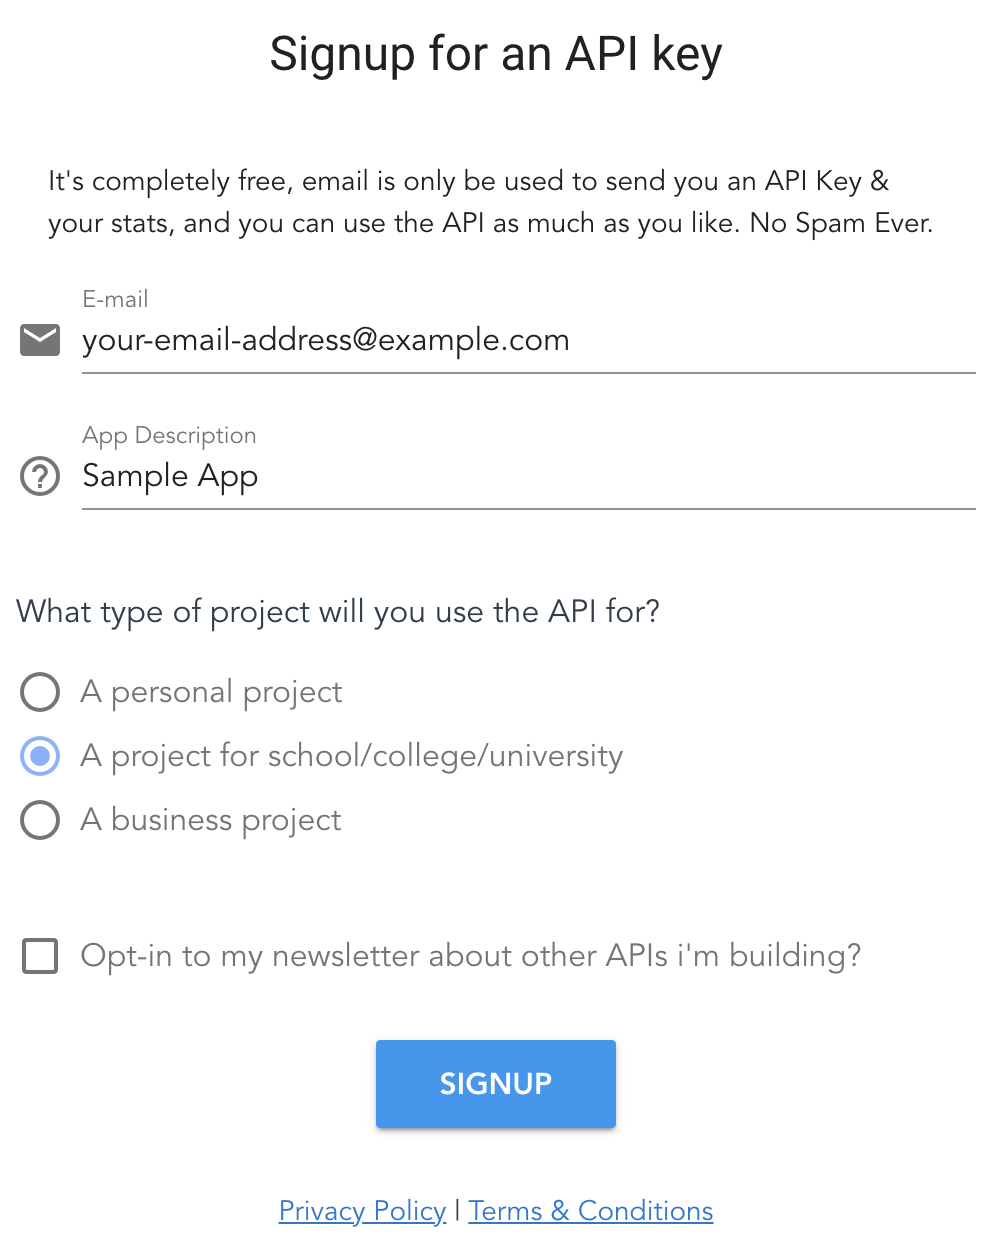 Signup for an API key
It's completely free, email is only be used to send you an API Key &
your stats, and you can use the API as much as you like. No Spam Ever.
E-mail
your-email-address@example.com
App Description
Sample App
What type of project will you use the API for?
A personal project
A project for school/college/university
A business project
Opt-in to my newsletter about other APIs i'm building?
SIGNUP
Privacy Policy | Terms & Conditions